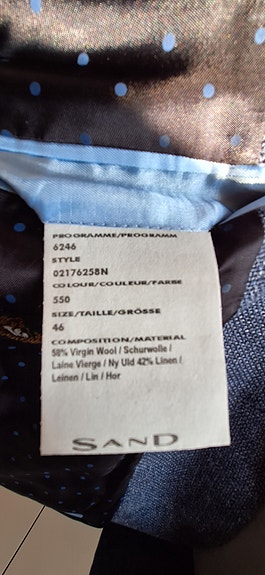 PROGRAMME/PROGRAMM
6246
STYLE
02176258N
COLOUR/COULEUR/FARBE
550
SIZE/TAILLE/GRÖSSE
46
COMPOSITION/MATERIAL
58% Virgin Wool / Schurwolle /
Laine Vierge / Ny Uld 42% Linen /
Leinen / Lin / Hor
SAND